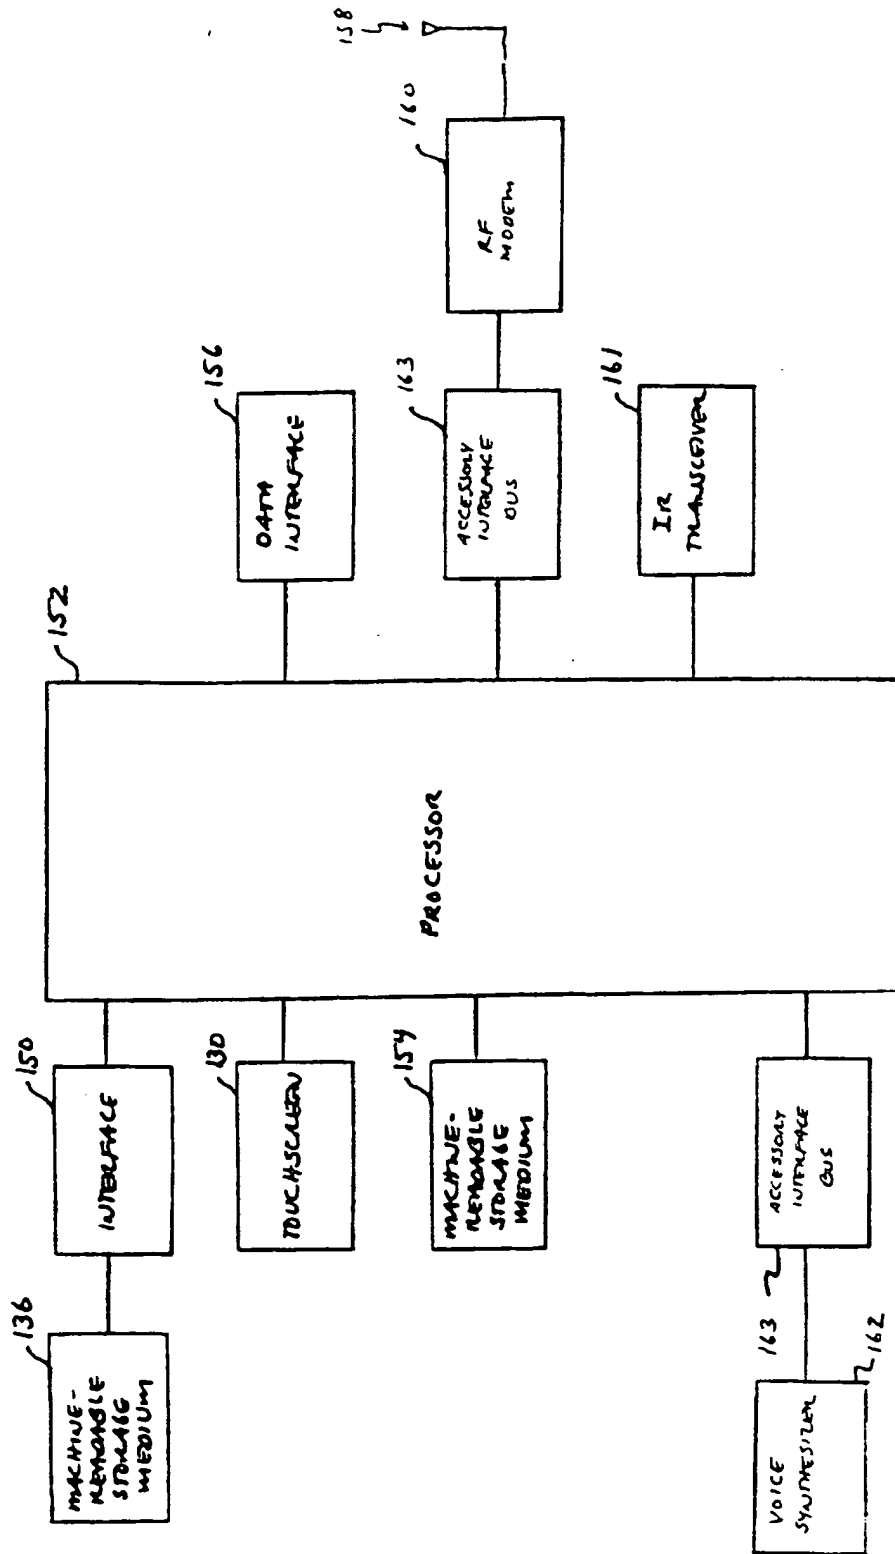 136
MACHINE-
READABLE
STORAGE
MEDIUM
150
INTERFACE
130
TOUCHSCREEN
154
MACHINE-
READABLE
STORAGE
MEDIUM
163
ACCESSORY
INTERFACE
BUS
162
VOICE
SYNTHESIZER
152
PROCESSOR
156
DATA
INTERFACE
163
ACCESSORY
INTERFACE
BUS
160
RF
MODEM
158
161
IR
TRANSCEIVER